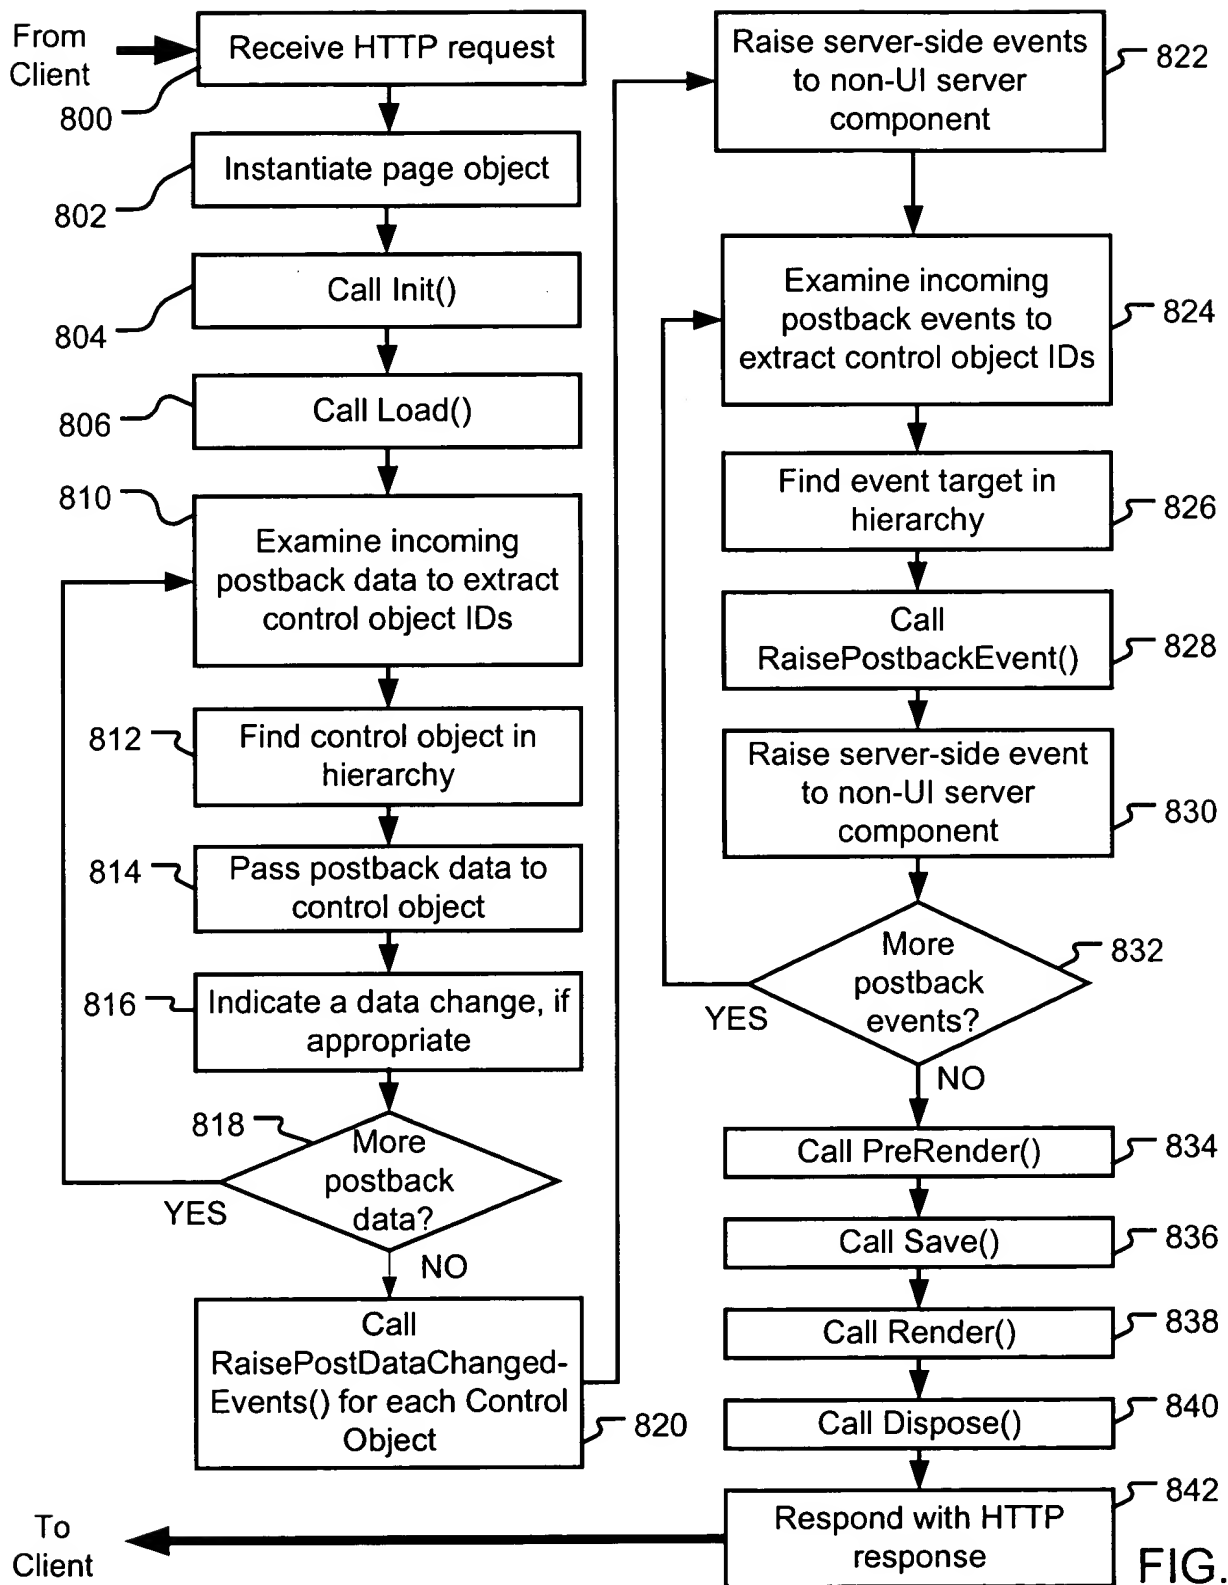 From
Client
Receive HTTP request
800
Instantiate page object
802
Call Init()
804
Call Load()
806
810
Examine incoming
postback data to extract
control object IDs
812
Find control object in
hierarchy
814
Pass postback data to
control object
816
Indicate a data change, if
appropriate
818
More
postback
data?
YES
NO
Call
RaisePostDataChanged-
Events() for each Control
Object
820
Raise server-side events
to non-UI server
component
822
Examine incoming
postback events to
extract control object IDs
824
Find event target in
hierarchy
826
Call
RaisePostbackEvent()
828
Raise server-side event
to non-UI server
component
830
More
postback
events?
832
YES
NO
Call PreRender()
834
Call Save()
836
Call Render()
838
Call Dispose()
840
842
Respond with HTTP
response
To
Client
FIG.